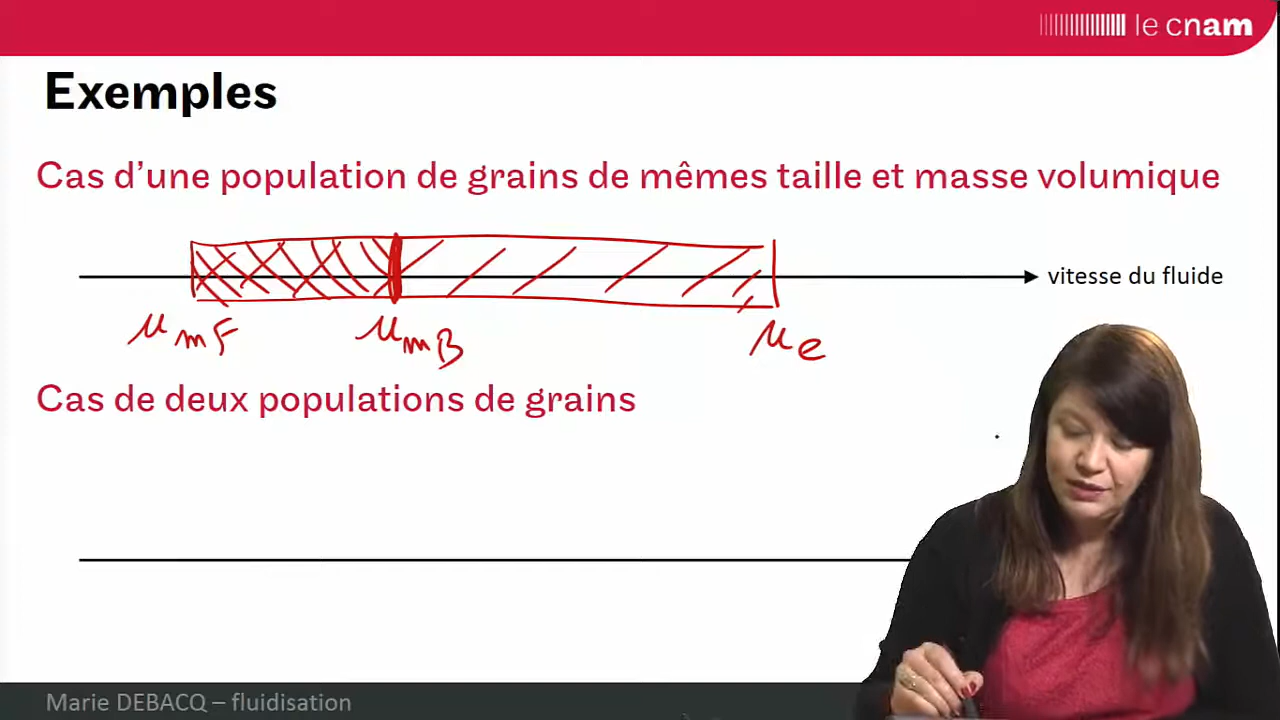 le cnam
Exemples
Cas d'une population de grains de mêmes taille et masse volumique
vitesse du fluide
u mF u mB u e
Cas de deux populations de grains
Marie DEBACQ – fluidisation